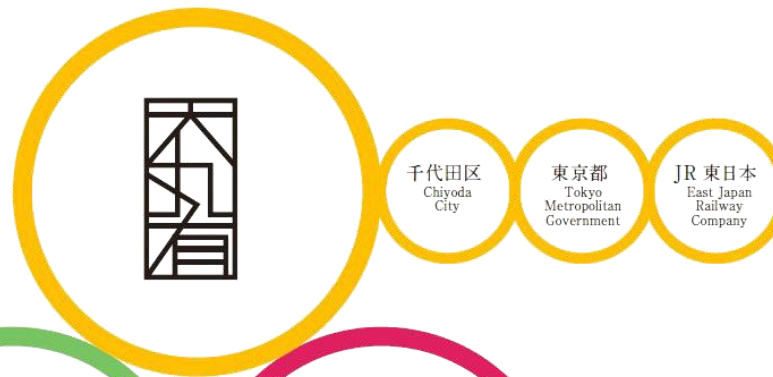 大丸有
千代田区
Chiyoda
City
東京都
Tokyo
Metropolitan
Government
JR 東日本
East Japan
Railway
Company